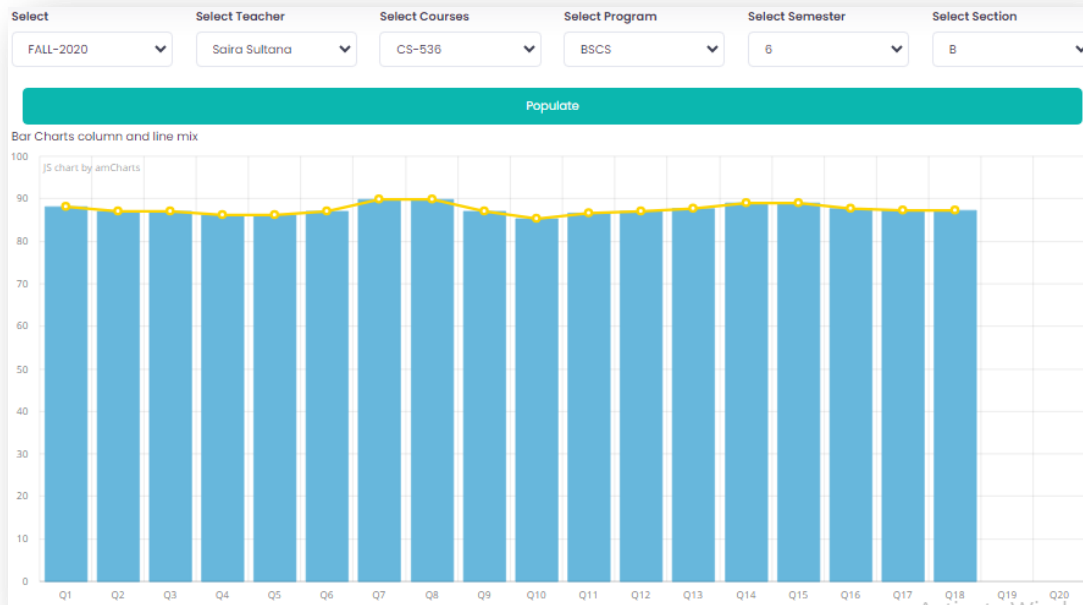 Select Select Teacher Select Courses Select Program Select Semester Select Section
FALL-2020 Saira Sultana CS-536 BSCS 6 B
Populate
Bar Charts column and line mix
JS chart by amCharts
100
90
80
70
60
50
40
30
20
10
0
Q1 Q2 Q3 Q4 Q5 Q6 Q7 Q8 Q9 Q10 Q11 Q12 Q13 Q14 Q15 Q16 Q17 Q18 Q19 Q20